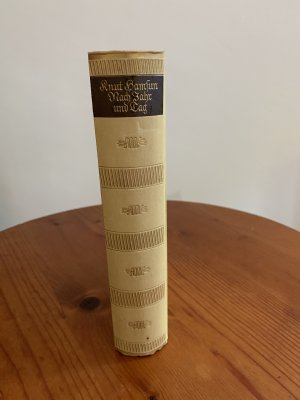 Knut Hamsun
Nach Jahr
und Tag